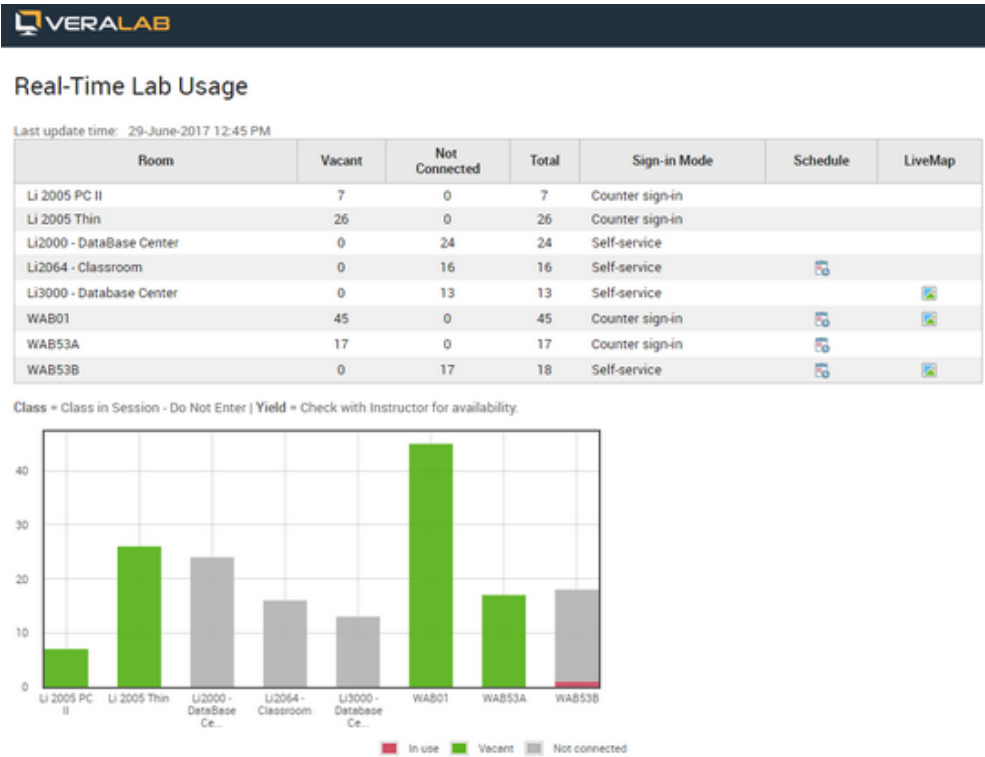 VERALAB
Real-Time Lab Usage
Last update time: 29-June-2017 12:45 PM
Room Vacant Not Connected Total Sign-in Mode Schedule LiveMap
Li 2005 PC II 7 0 7 Counter sign-in
Li 2005 Thin 26 0 26 Counter sign-in
Li2000 - DataBase Center 0 24 24 Self-service
Li2064 - Classroom 0 16 16 Self-service
Li3000 - Database Center 0 13 13 Self-service
WAB01 45 0 45 Counter sign-in
WAB53A 17 0 17 Counter sign-in
WAB53B 0 17 18 Self-service
Class = Class in Session - Do Not Enter | Yield = Check with Instructor for availability.
40
30
20
10
0
Li 2005 PC II Li 2005 Thin Li2000 - DataBase Ce... Li2064 - Classroom Li3000 - Database Ce... WAB01 WAB53A WAB53B
In use Vacant Not connected